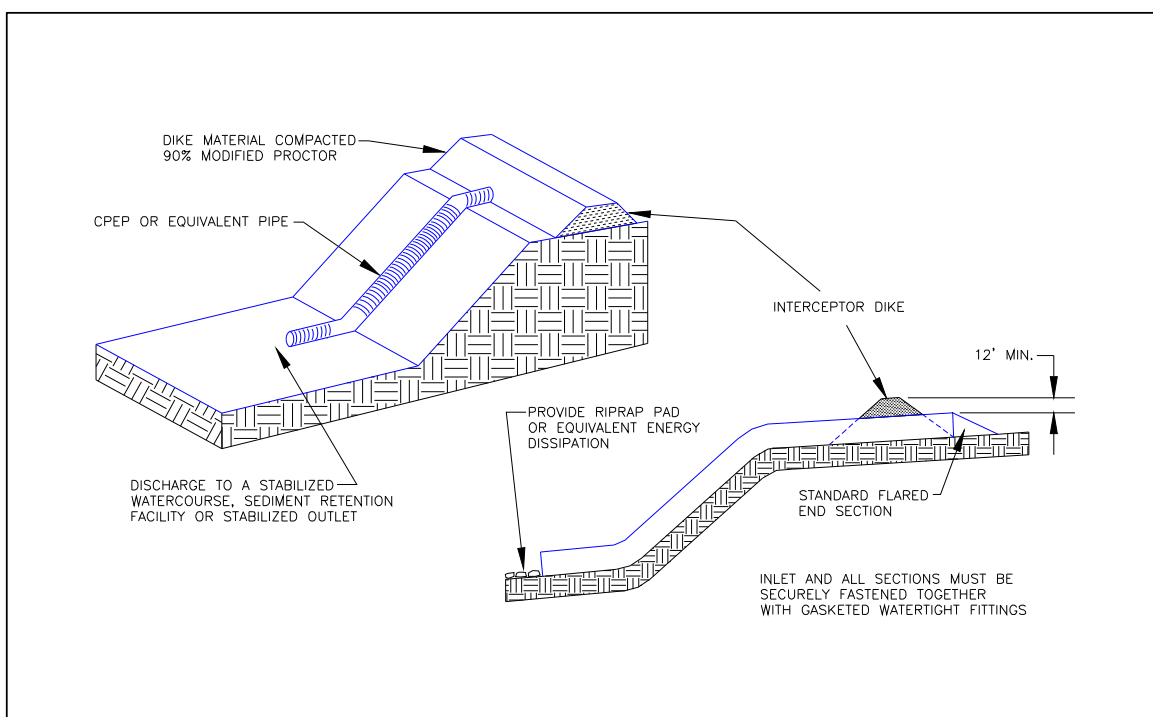 DIKE MATERIAL COMPACTED
90% MODIFIED PROCTOR
CPEP OR EQUIVALENT PIPE
INTERCEPTOR DIKE
12' MIN.
PROVIDE RIPRAP PAD
OR EQUIVALENT ENERGY
DISSIPATION
DISCHARGE TO A STABILIZED
WATERCOURSE, SEDIMENT RETENTION
FACILITY OR STABILIZED OUTLET
STANDARD FLARED
END SECTION
INLET AND ALL SECTIONS MUST BE
SECURELY FASTENED TOGETHER
WITH GASKETED WATERTIGHT FITTINGS